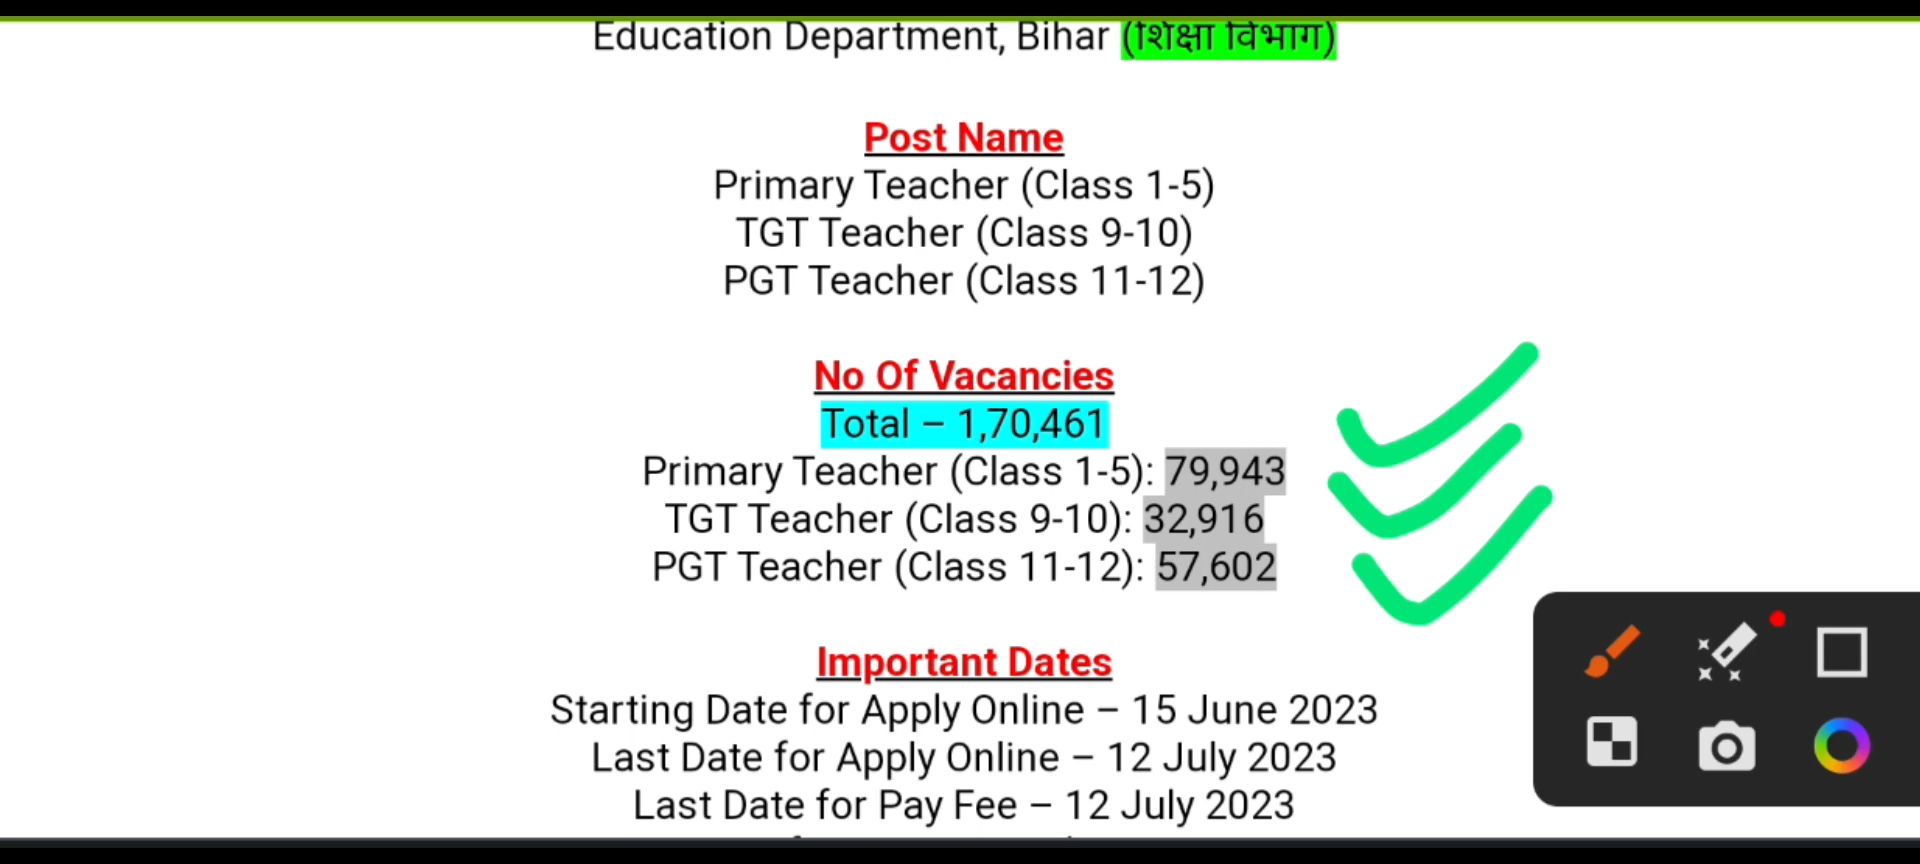 Education Department, Bihar (शिक्षा विभाग)
Post Name
Primary Teacher (Class 1-5)
TGT Teacher (Class 9-10)
PGT Teacher (Class 11-12)
No Of Vacancies
Total – 1,70,461
Primary Teacher (Class 1-5): 79,943
TGT Teacher (Class 9-10): 32,916
PGT Teacher (Class 11-12): 57,602
Important Dates
Starting Date for Apply Online – 15 June 2023
Last Date for Apply Online – 12 July 2023
Last Date for Pay Fee – 12 July 2023